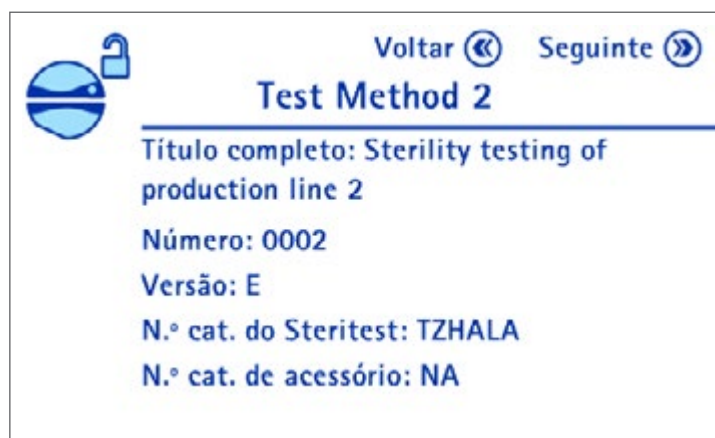 Voltar Seguinte
Test Method 2
Título completo: Sterility testing of
production line 2
Número: 0002
Versão: E
N.º cat. do Steritest: TZHALA
N.º cat. de acessório: NA